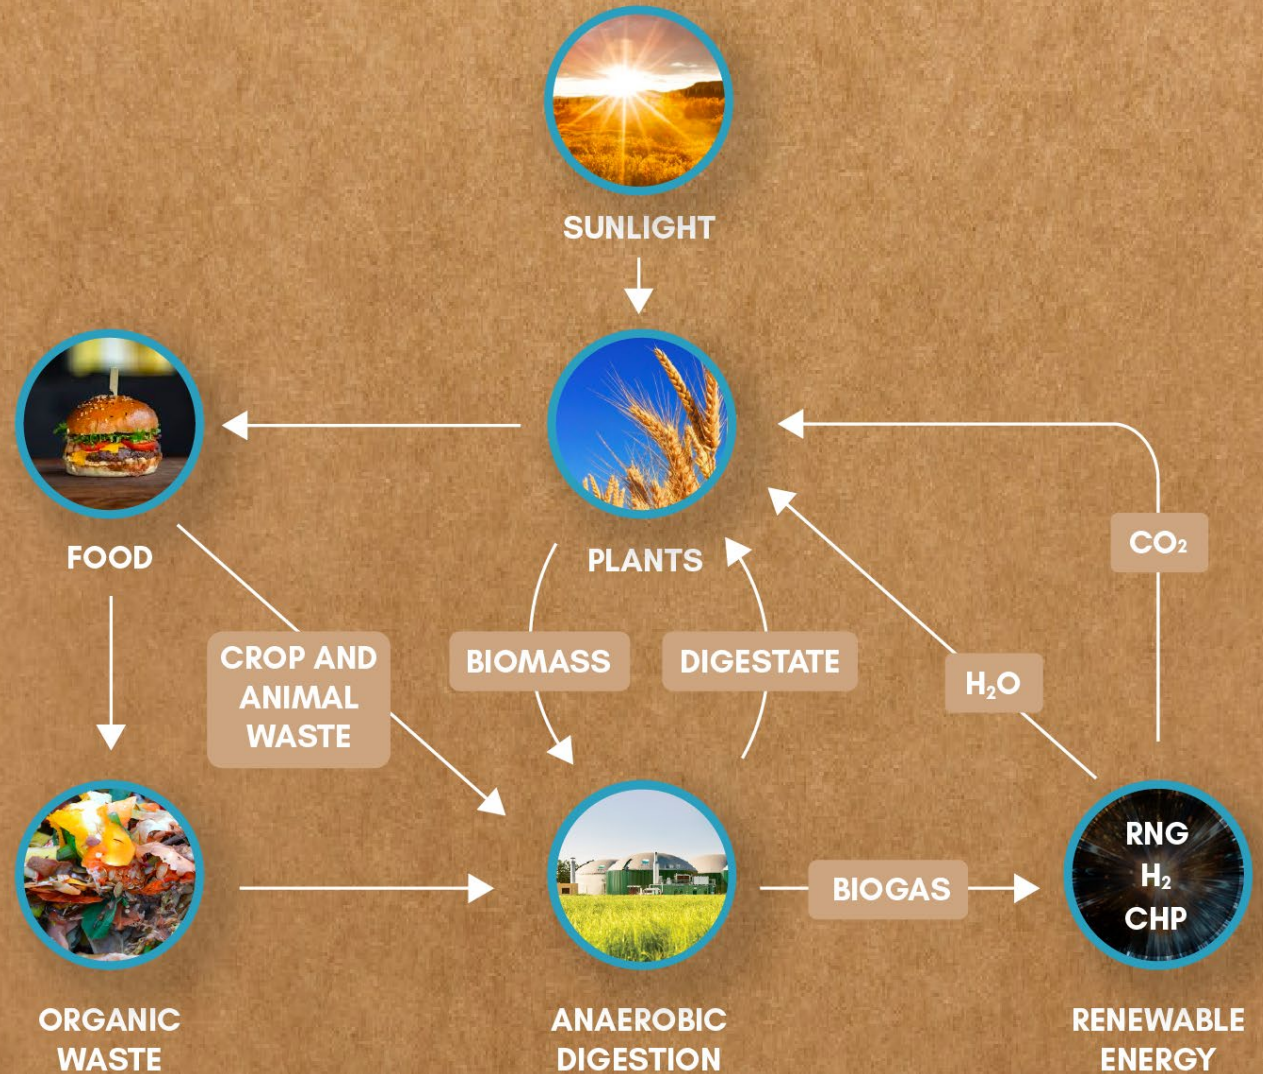 SUNLIGHT
FOOD
PLANTS
CO₂
CROP AND
ANIMAL
WASTE
BIOMASS
DIGESTATE
H₂O
RNG
H₂
CHP
BIOGAS
ORGANIC
WASTE
ANAEROBIC
DIGESTION
RENEWABLE
ENERGY